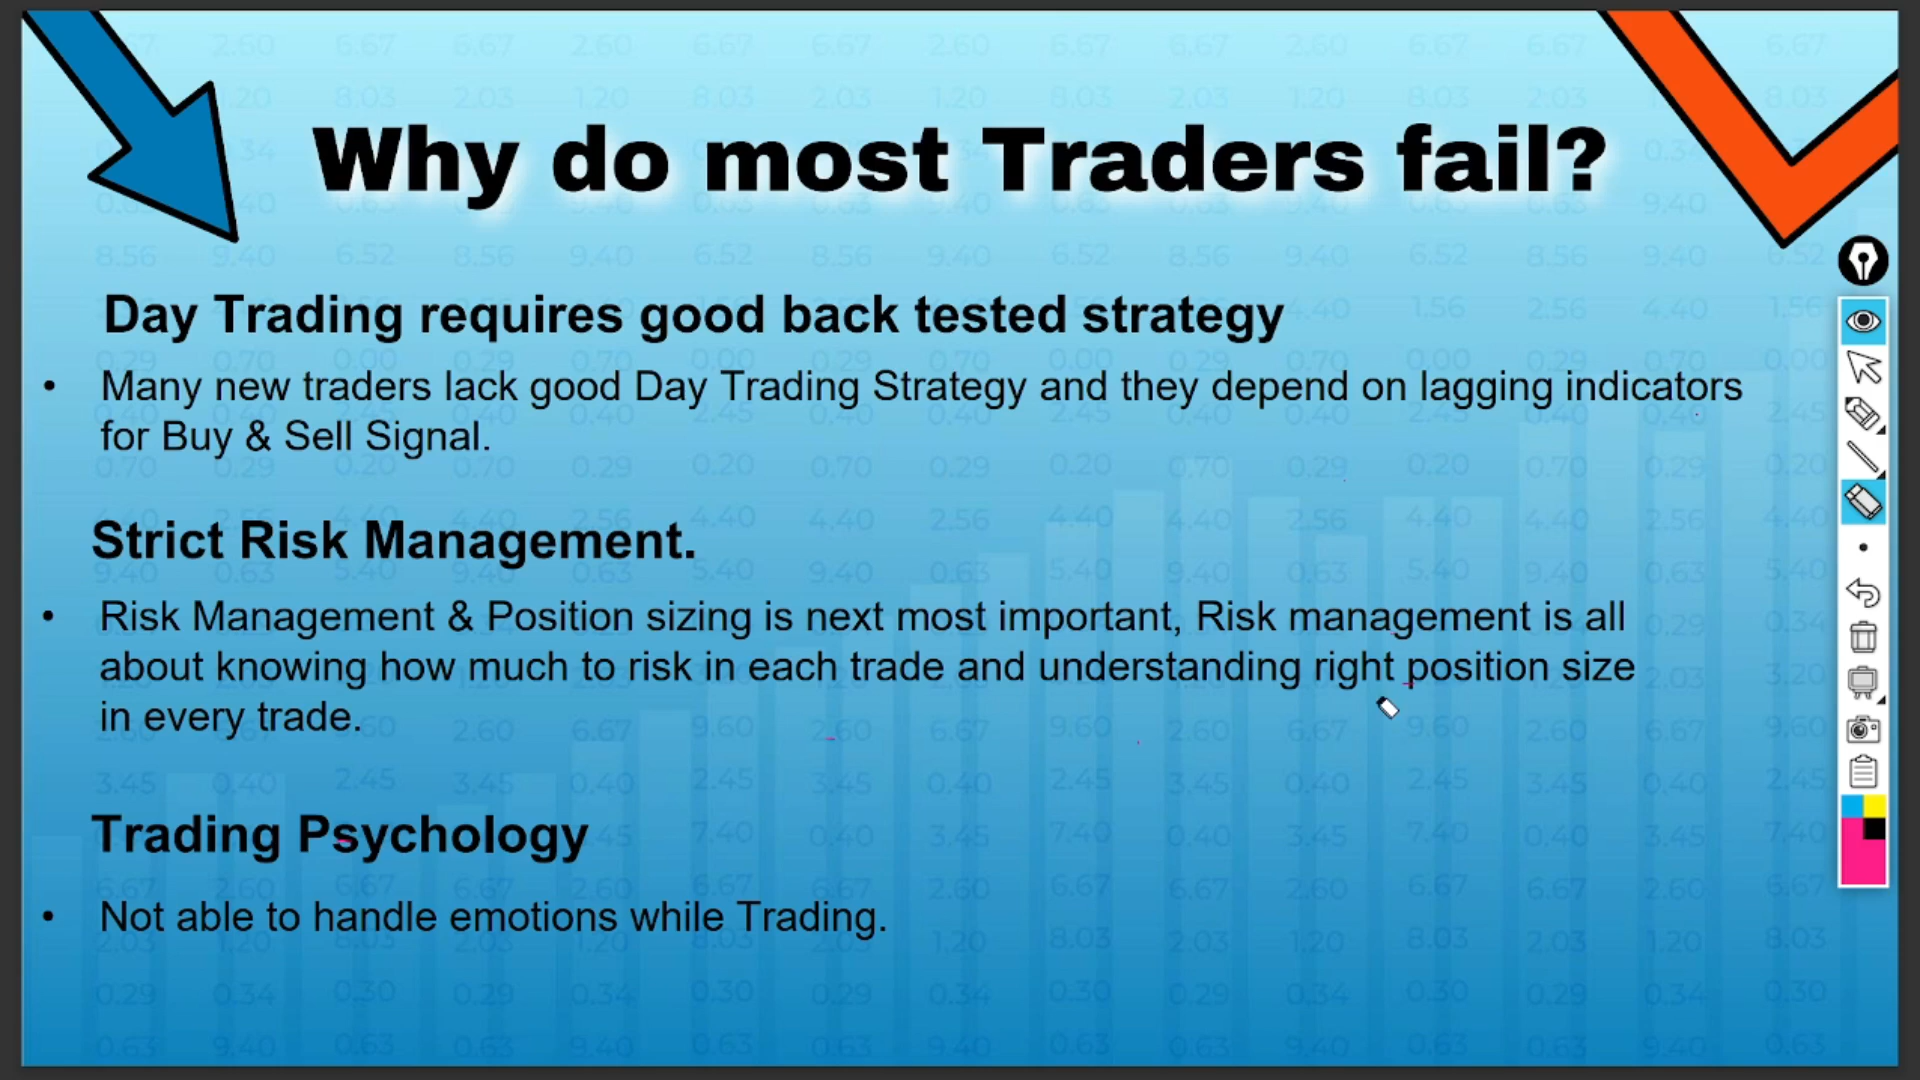 Why do most Traders fail?
Day Trading requires good back tested strategy
• Many new traders lack good Day Trading Strategy and they depend on lagging indicators
for Buy & Sell Signal.
Strict Risk Management.
• Risk Management & Position sizing is next most important, Risk management is all
about knowing how much to risk in each trade and understanding right position size
in every trade.
Trading Psychology
• Not able to handle emotions while Trading.